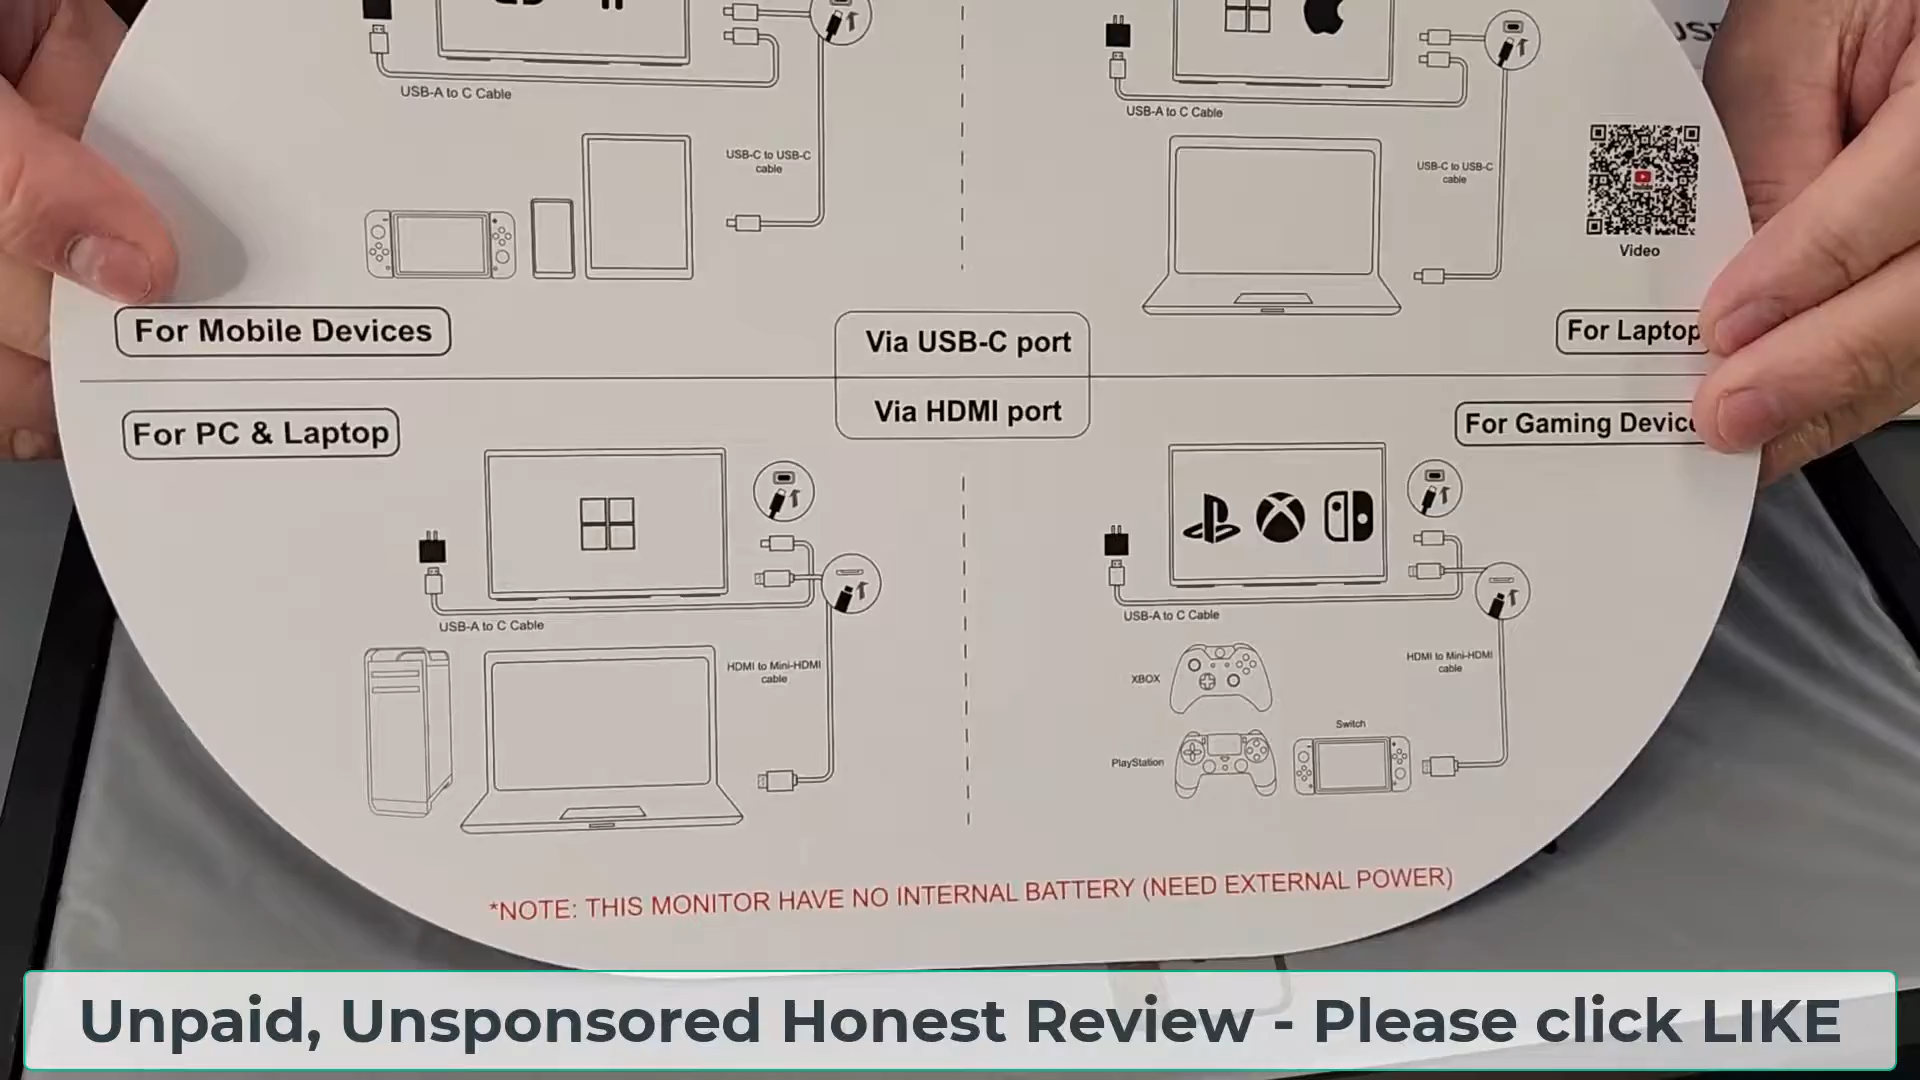 USB-A to C Cable
USB-A to C Cable
USB-C to USB-C
cable
USB-C to USB-C
cable
Video
For Mobile Devices
Via USB-C port
For Laptop
Via HDMI port
For PC & Laptop
For Gaming
USB-A to C Cable
USB-A to C Cable
HDMI to Mini-HDMI
cable
HDMI to Mini-HDMI
cable
XBOX
Switch
PlayStation
*NOTE: THIS MONITOR HAVE NO INTERNAL BATTERY (NEED EXTERNAL POWER)
Unpaid, Unsponsored Honest Review - Please click LIKE